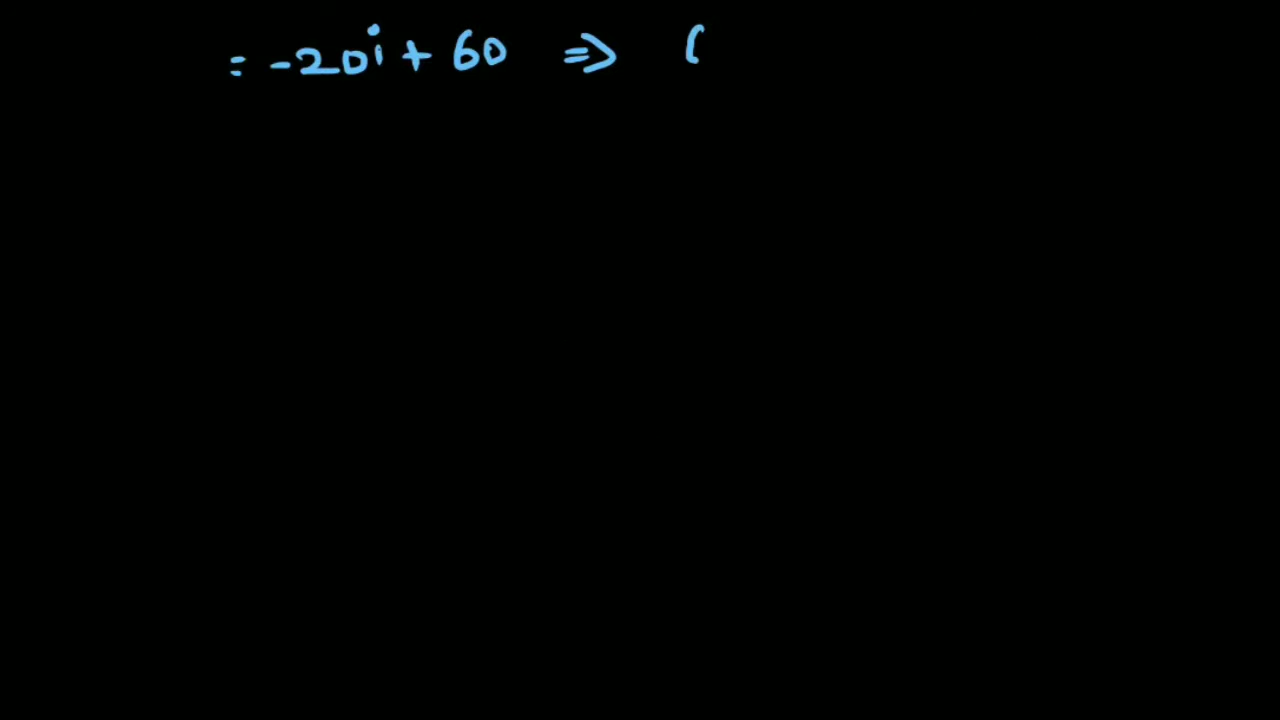 = -20i + 60 ⇒ (